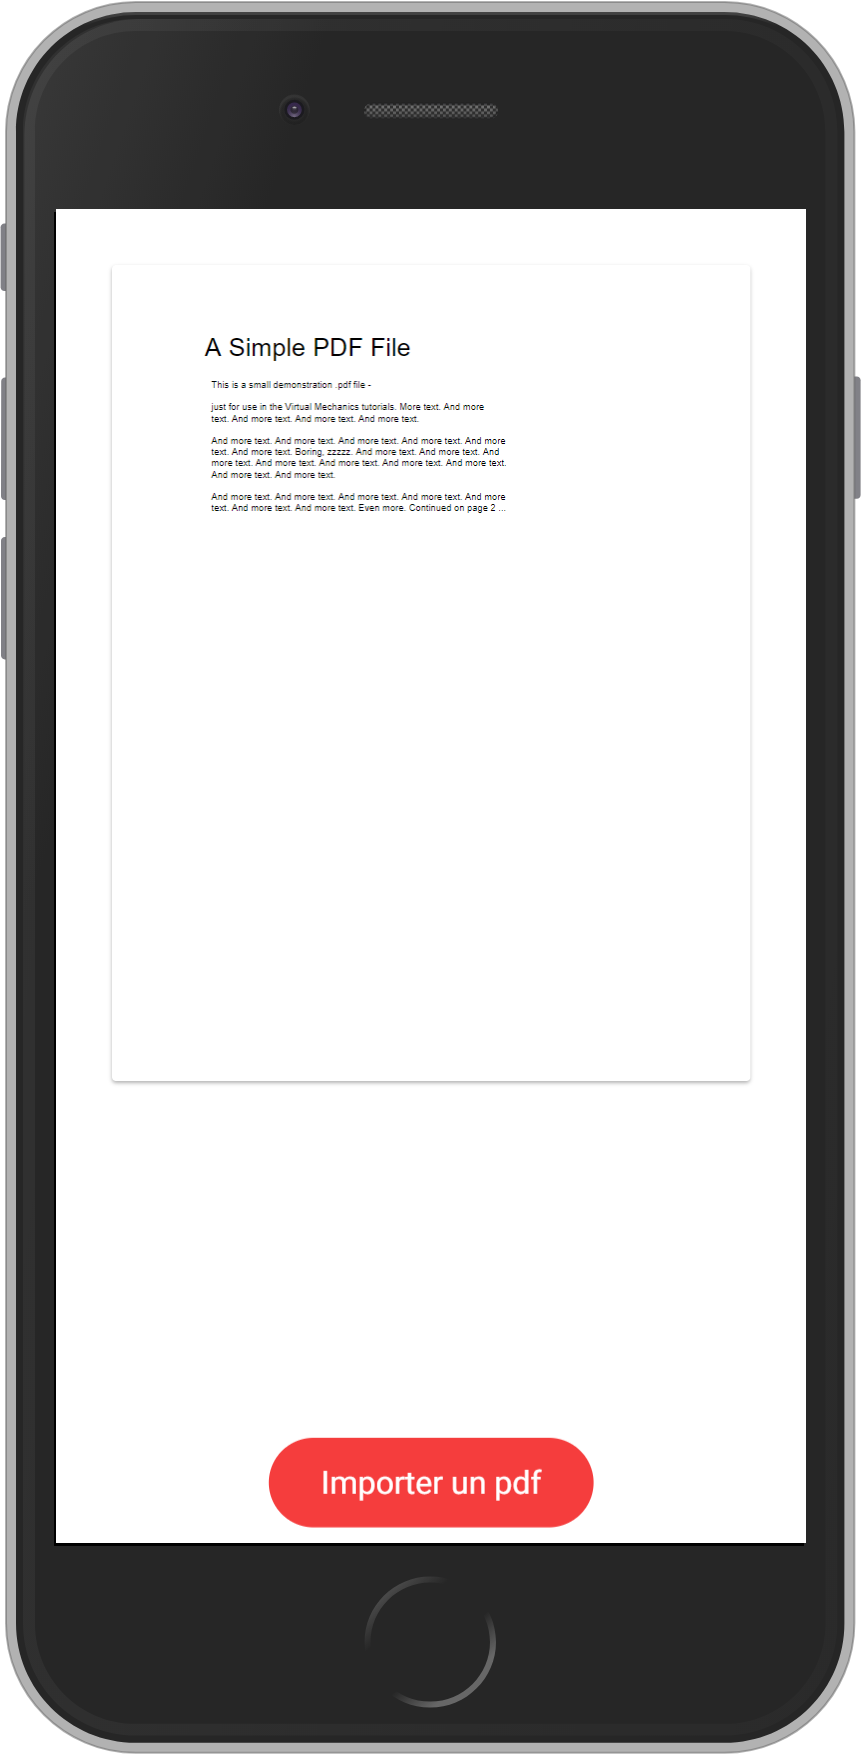 A Simple PDF File
This is a small demonstration .pdf file -
just for use in the Virtual Mechanics tutorials. More text. And more
text. And more text. And more text. And more text.
And more text. And more text. And more text. And more text. And more
text. And more text. Boring, zzzzz. And more text. And more text. And
more text. And more text. And more text. And more text. And more text.
And more text. And more text.
And more text. And more text. And more text. And more text. And more
text. And more text. And more text. Even more. Continued on page 2 ...
Importer un pdf